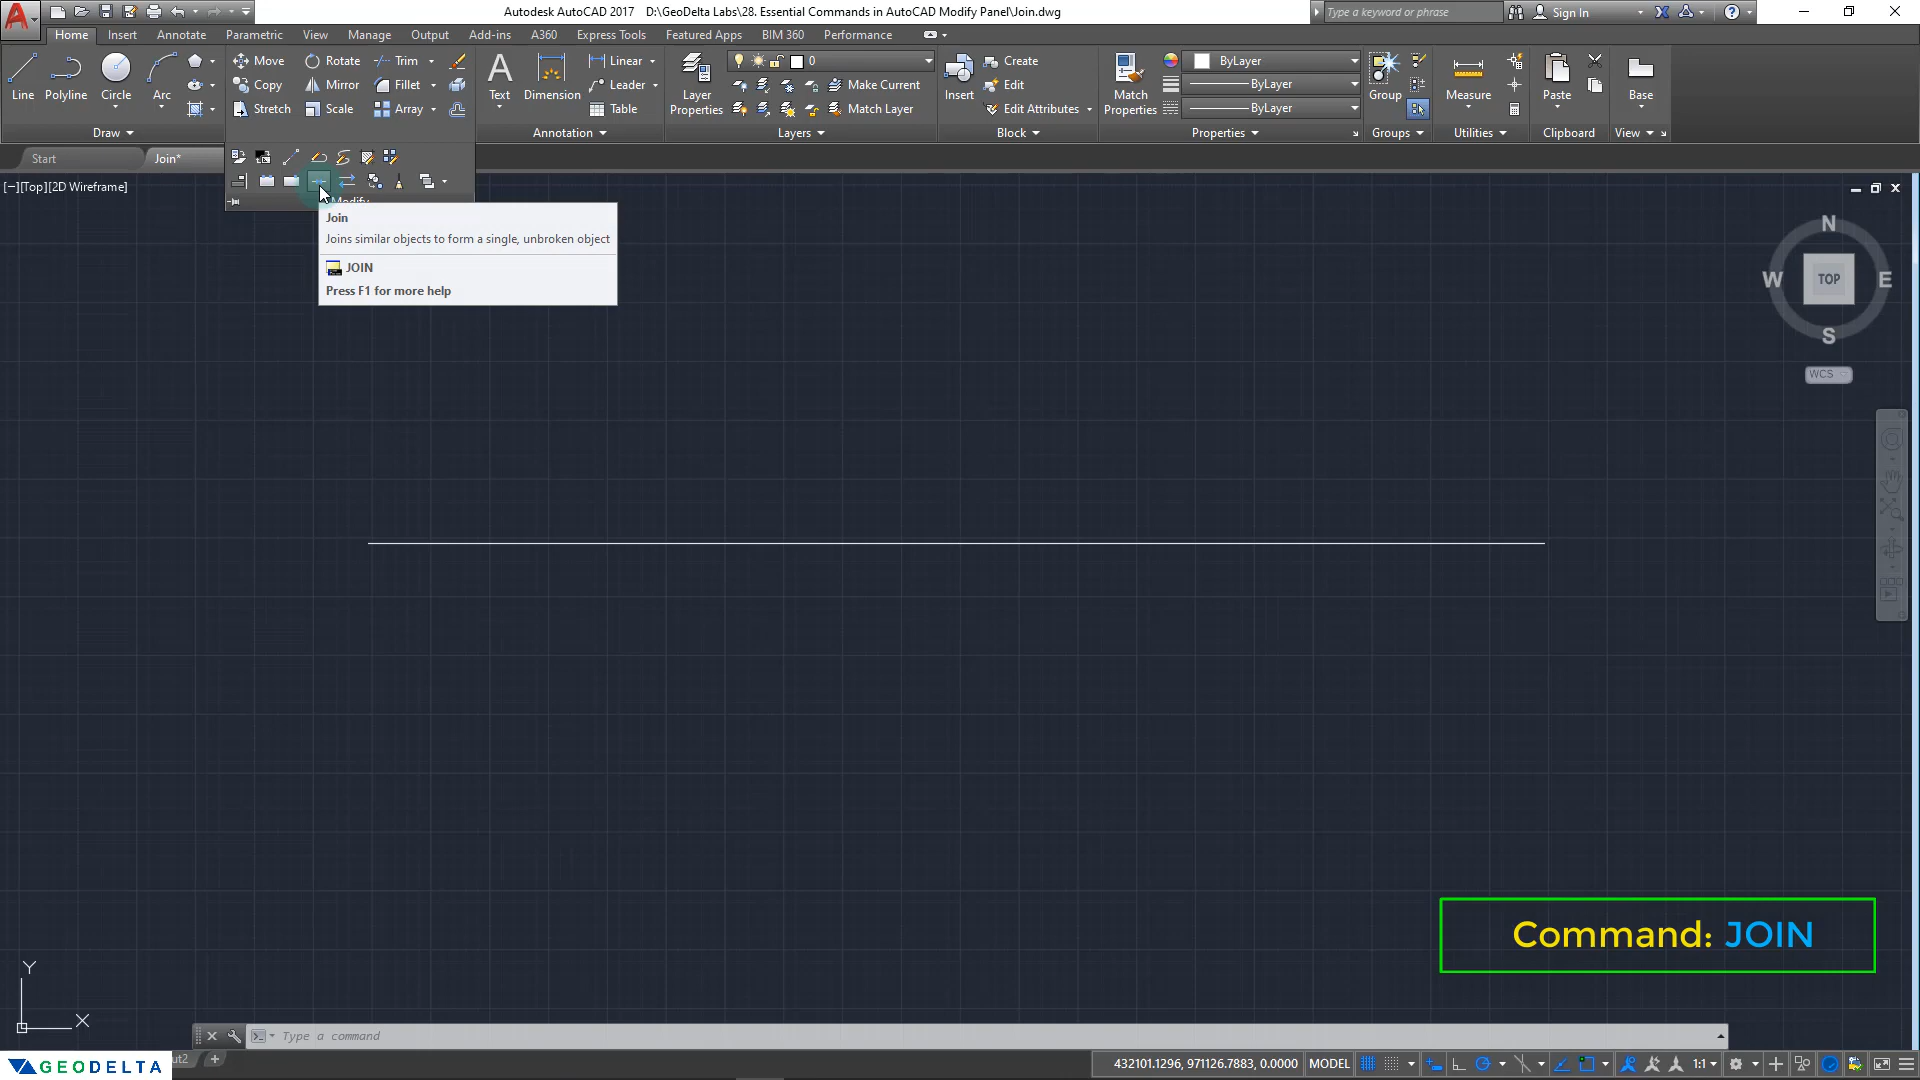 Autodesk AutoCAD 2017 D:\GeoDelta Labs\28. Essential Commands in AutoCAD Modify Panel\Join.dwg
Type a keyword or phrase
Sign In
Home Insert Annotate Parametric View Manage Output Add-ins A360 Express Tools Featured Apps BIM 360 Performance
Line
Polyline
Circle
Arc
Draw
Move Rotate Trim
Copy Mirror Fillet
Stretch Scale Array
Text
Dimension
Linear
Leader
Table
Annotation
Layer
Properties
0
Make Current
Match Layer
Layers
Insert
Create
Edit
Edit Attributes
Block
Match
Properties
ByLayer
ByLayer
ByLayer
Properties
Group
Groups
Measure
Utilities
Paste
Clipboard
Base
View
Start
Join*
[−][Top][2D Wireframe]
Modify
Join
Joins similar objects to form a single, unbroken object
JOIN
Press F1 for more help
N
W
TOP
E
S
WCS
Command: JOIN
Y
X
Type a command
GEODELTA
ut2
432101.1296, 971126.7883, 0.0000
MODEL
1:1